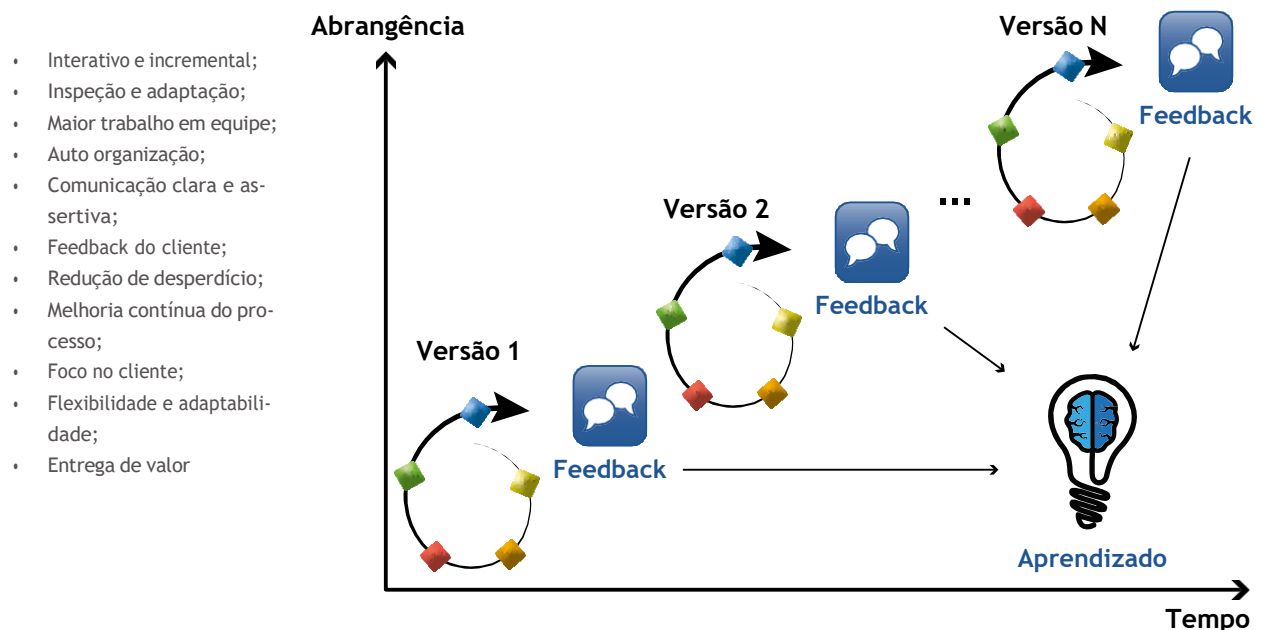 Abrangência
Versão N
• Interativo e incremental;
• Inspeção e adaptação;
• Maior trabalho em equipe;
• Auto organização;
• Comunicação clara e as-
sertiva;
• Feedback do cliente;
• Redução de desperdício;
• Melhoria contínua do pro-
cesso;
• Foco no cliente;
• Flexibilidade e adaptabili-
dade;
• Entrega de valor
Feedback
Versão 2
...
Feedback
Versão 1
Feedback
Aprendizado
Tempo